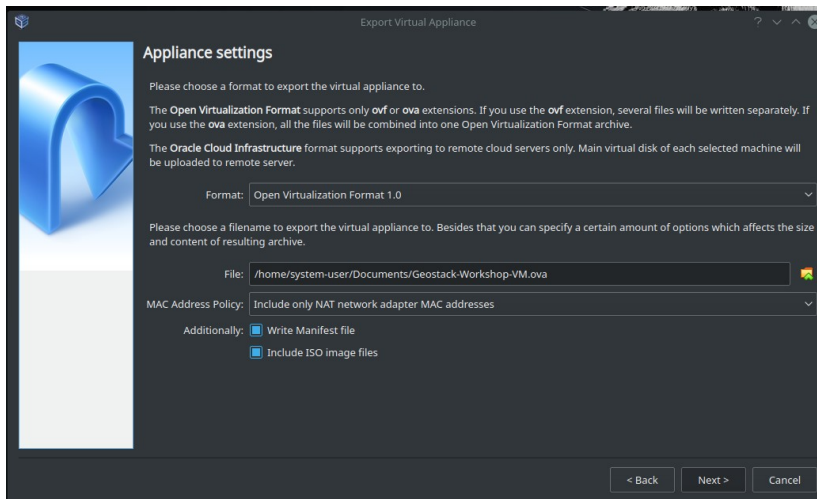 Export Virtual Appliance
Appliance settings
Please choose a format to export the virtual appliance to.
The Open Virtualization Format supports only ovf or ova extensions. If you use the ovf extension, several files will be written separately. If
you use the ova extension, all the files will be combined into one Open Virtualization Format archive.
The Oracle Cloud Infrastructure format supports exporting to remote cloud servers only. Main virtual disk of each selected machine will
be uploaded to remote server.
Format: Open Virtualization Format 1.0
Please choose a filename to export the virtual appliance to. Besides that you can specify a certain amount of options which affects the size
and content of resulting archive.
File: /home/system-user/Documents/Geostack-Workshop-VM.ova
MAC Address Policy: Include only NAT network adapter MAC addresses
Additionally: Write Manifest file
Include ISO image files
< Back Next > Cancel